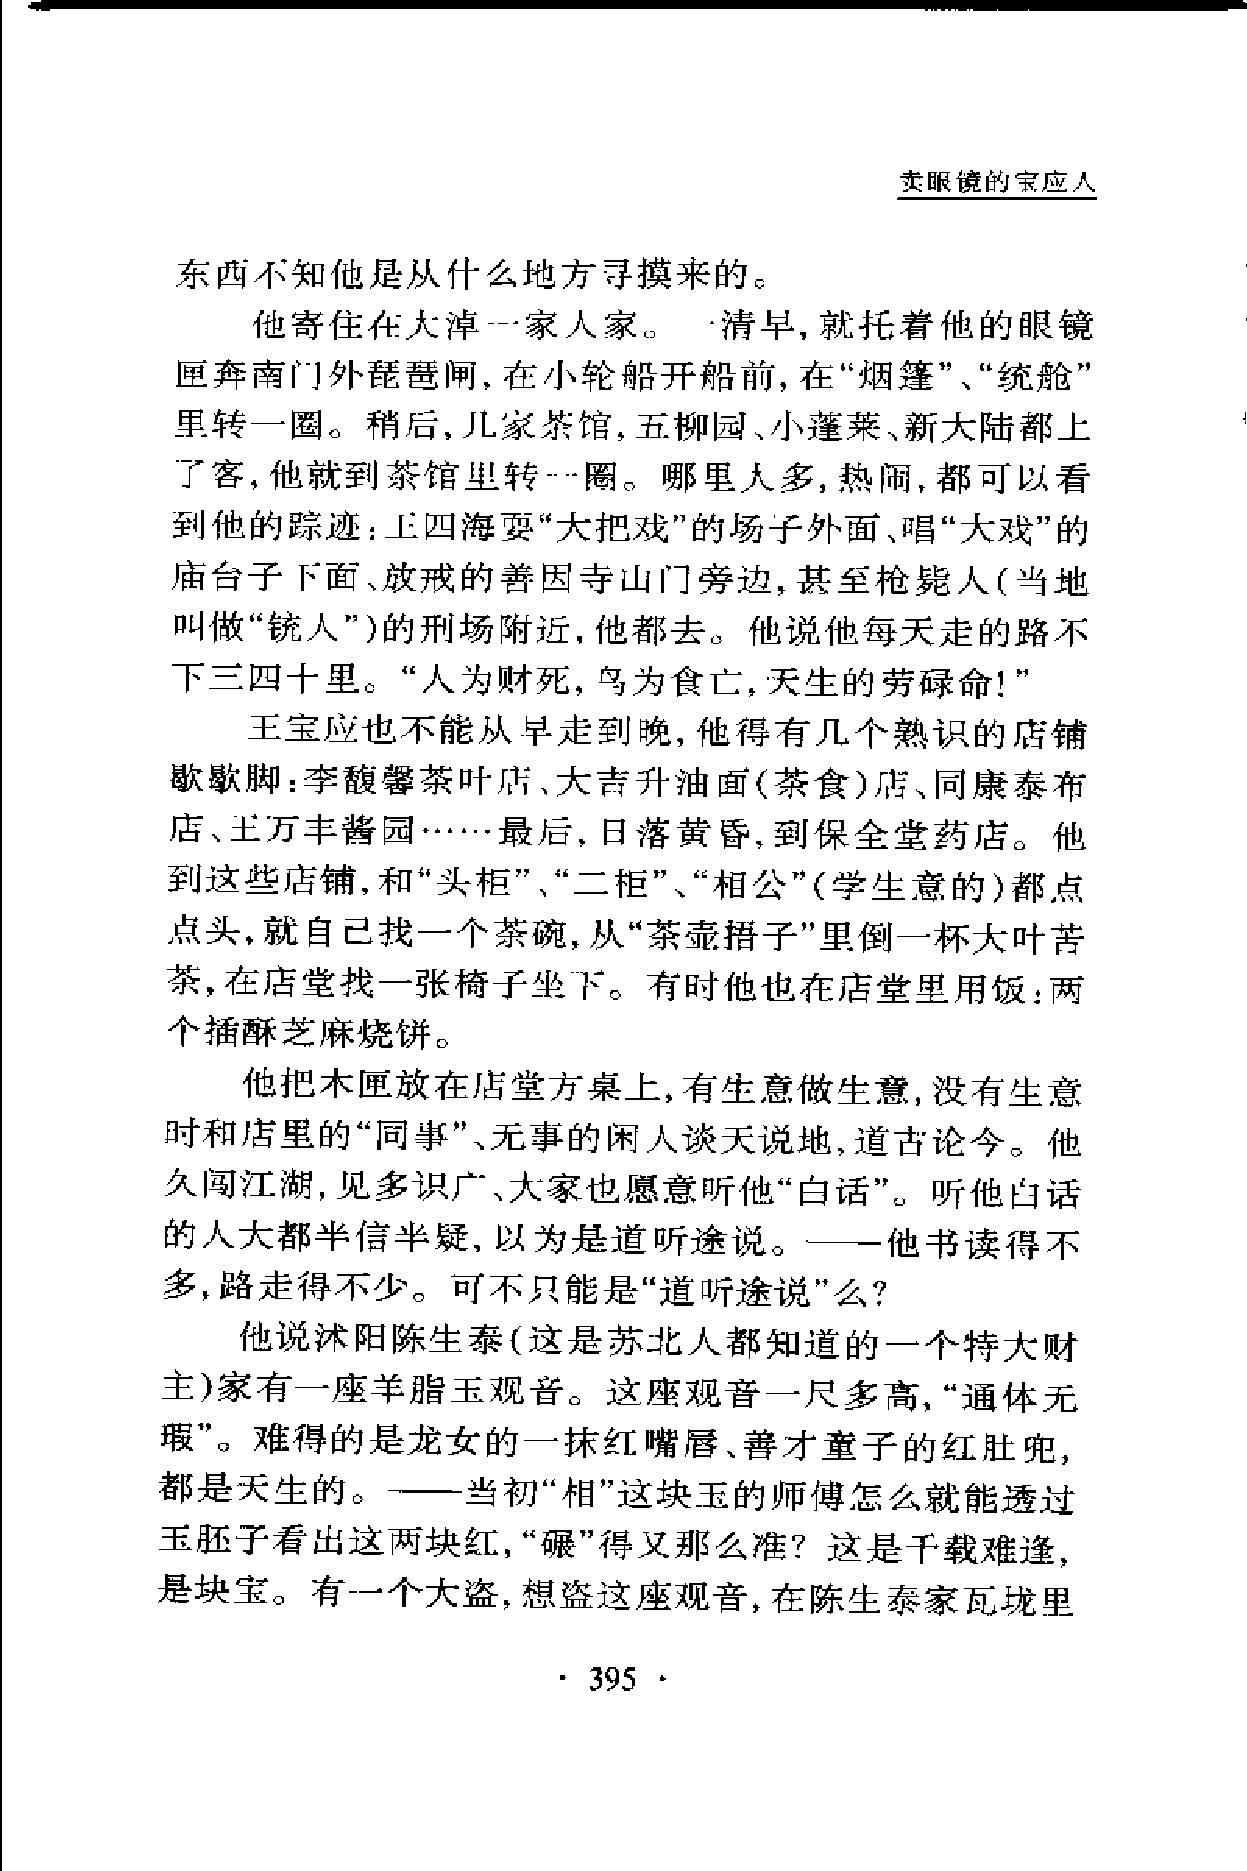 卖眼镜的宝应人
东西不知他是从什么地方寻摸来的。
他寄住在大淖一家人家。一清早,就托着他的眼镜
匣奔南门外琵琶闸,在小轮船开船前,在“烟篷”、“统舱”
里转一圈。稍后,几家茶馆,五柳园、小蓬莱、新大陆都上
了客,他就到茶馆里转一圈。哪里人多,热闹,都可以看
到他的踪迹:王四海耍“大把戏”的场子外面、唱“大戏”的
庙台子下面、放戒的善因寺山门旁边,甚至枪毙人(当地
叫做“铳人”)的刑场附近,他都去。他说他每天走的路不
下三四十里。“人为财死,鸟为食亡,天生的劳碌命!”
王宝应也不能从早走到晚,他得有几个熟识的店铺
歇歇脚:李馥馨茶叶店、大吉升油面(茶食)店、同康泰布
店、王万丰酱园……最后,日落黄昏,到保全堂药店。他
到这些店铺,和“头柜”、“二柜”、“相公”(学生意的)都点
点头,就自己找一个茶碗,从“茶壶捂子”里倒一杯大叶苦
茶,在店堂找一张椅子坐下。有时他也在店堂里用饭:两
个插酥芝麻烧饼。
他把木匣放在店堂方桌上,有生意做生意,没有生意
时和店里的“同事”、无事的闲人谈天说地,道古论今。他
久闯江湖,见多识广、大家也愿意听他“白话”。听他白话
的人大都半信半疑,以为是道听途说。——他书读得不
多,路走得不少。可不只能是“道听途说”么?
他说沭阳陈生泰(这是苏北人都知道的一个特大财
主)家有一座羊脂玉观音。这座观音一尺多高,“通体无
瑕”。难得的是龙女的一抹红嘴唇、善才童子的红肚兜,
都是天生的。——当初“相”这块玉的师傅怎么就能透过
玉胚子看出这两块红,“碾”得又那么准?这是千载难逢,
是块宝。有一个大盗,想盗这座观音,在陈生泰家瓦垅里
· 395 ·